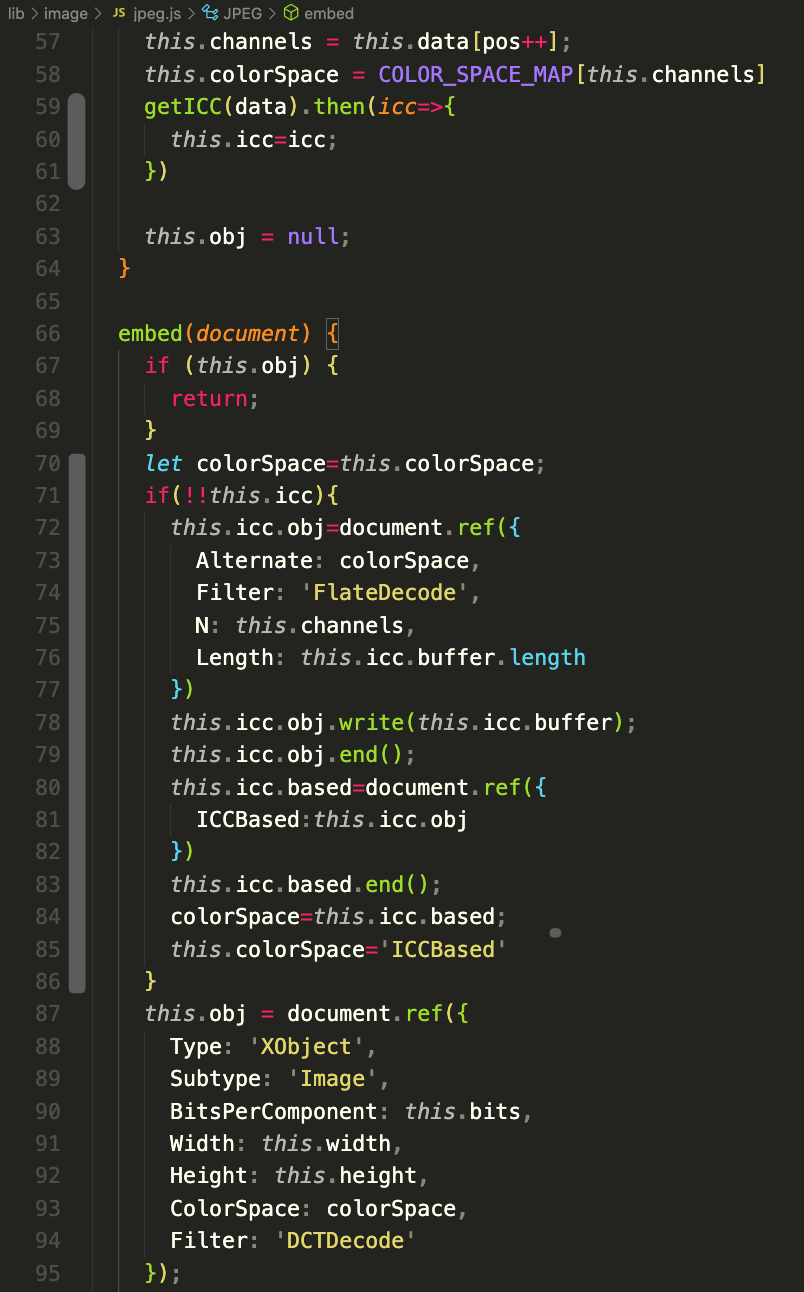 lib > image > JS jpeg.js > JPEG > embed
57 this.channels = this.data[pos++];
58 this.colorSpace = COLOR_SPACE_MAP[this.channels]
59 getICC(data).then(icc=>{
60 this.icc=icc;
61 })
62
63 this.obj = null;
64 }
65
66 embed(document) {
67 if (this.obj) {
68 return;
69 }
70 let colorSpace=this.colorSpace;
71 if(!!this.icc){
72 this.icc.obj=document.ref({
73 Alternate: colorSpace,
74 Filter: 'FlateDecode',
75 N: this.channels,
76 Length: this.icc.buffer.length
77 })
78 this.icc.obj.write(this.icc.buffer);
79 this.icc.obj.end();
80 this.icc.based=document.ref({
81 ICCBased:this.icc.obj
82 })
83 this.icc.based.end();
84 colorSpace=this.icc.based;
85 this.colorSpace='ICCBased'
86 }
87 this.obj = document.ref({
88 Type: 'XObject',
89 Subtype: 'Image',
90 BitsPerComponent: this.bits,
91 Width: this.width,
92 Height: this.height,
93 ColorSpace: colorSpace,
94 Filter: 'DCTDecode'
95 });